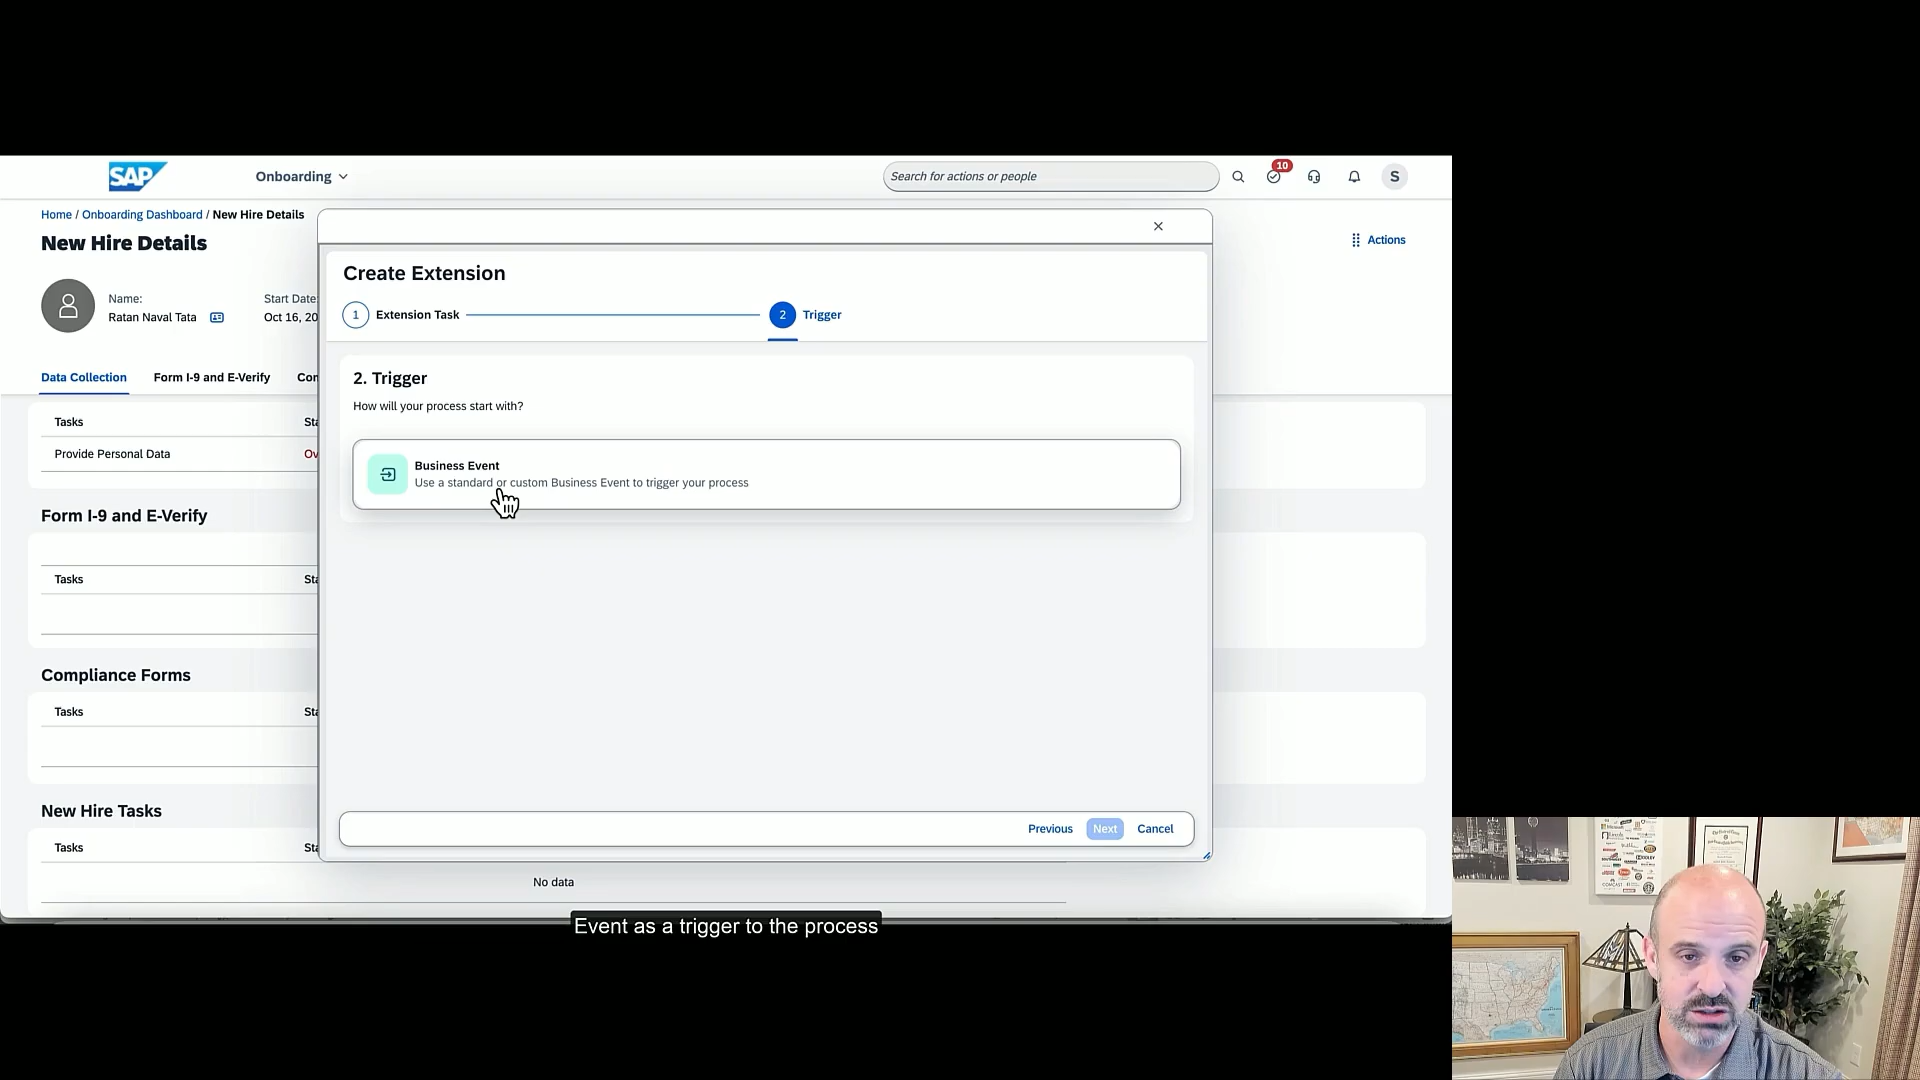 SAP
Onboarding
Search for actions or people
10
S
Home / Onboarding Dashboard / New Hire Details
New Hire Details
Actions
Create Extension
Name:
Ratan Naval Tata
Start Date
Oct 16, 20
1 Extension Task
2 Trigger
Data Collection
Form I-9 and E-Verify
Con
2. Trigger
How will your process start with?
Tasks
Sta
Provide Personal Data
Ov
Business Event
Use a standard or custom Business Event to trigger your process
Form I-9 and E-Verify
Tasks
Sta
Compliance Forms
Tasks
Sta
New Hire Tasks
Previous
Next
Cancel
Tasks
Sta
No data
Event as a trigger to the process